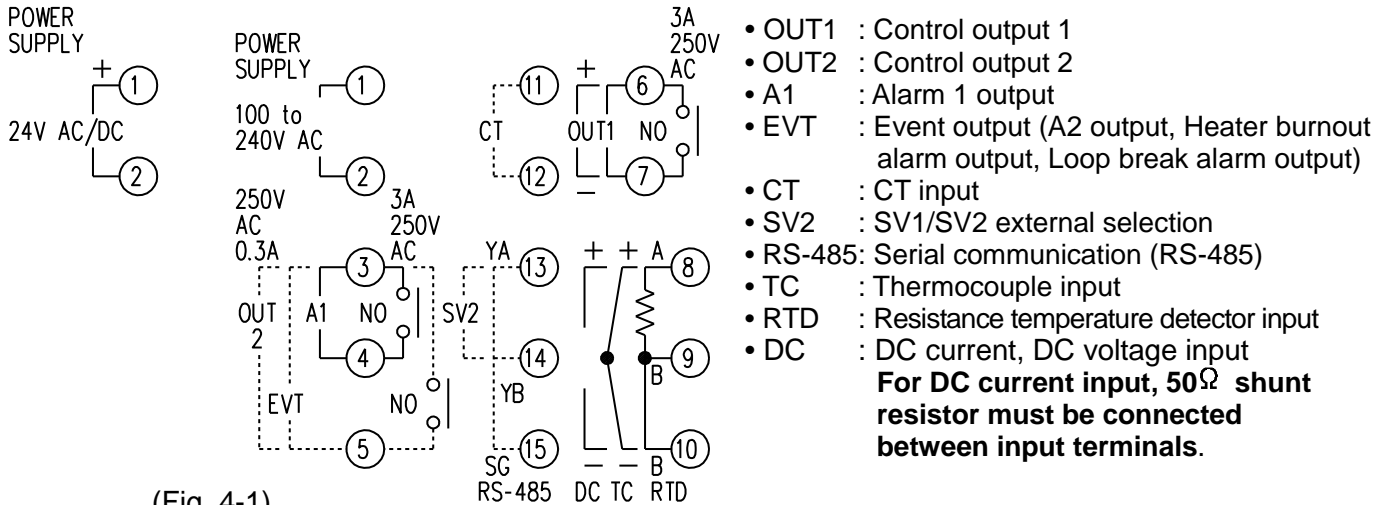 POWER
SUPPLY
+
1
24V AC/DC
2
POWER
SUPPLY
1
100 to
240V AC
2
11
CT
12
3A
250V
AC
+
6
OUT1 NO
7
−
250V
AC
0.3A
3A
250V
AC
3
OUT
2
A1 NO
4
EVT NO
5
YA 13
SV2
14
YB
15
SG
RS-485
+ + A 8
9
B
10
− − B
DC TC RTD
(Fig. 4-1)
• OUT1 : Control output 1
• OUT2 : Control output 2
• A1 : Alarm 1 output
• EVT : Event output (A2 output, Heater burnout
alarm output, Loop break alarm output)
• CT : CT input
• SV2 : SV1/SV2 external selection
• RS-485: Serial communication (RS-485)
• TC : Thermocouple input
• RTD : Resistance temperature detector input
• DC : DC current, DC voltage input
For DC current input, 50Ω shunt
resistor must be connected
between input terminals.